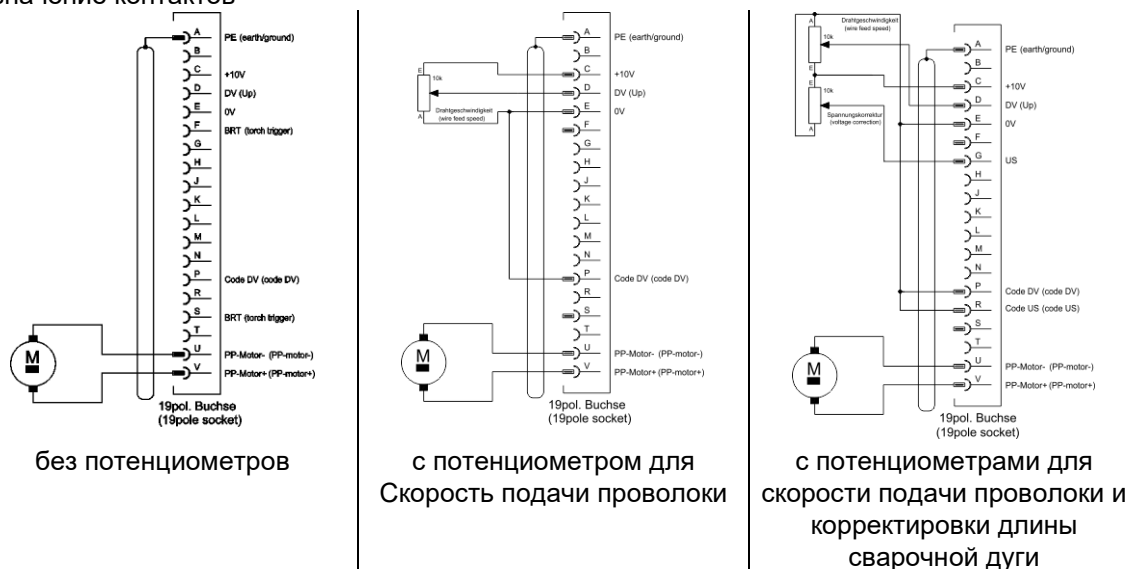 A
B
C
D
E
F
G
H
J
K
L
M
N
P
R
S
T
U
V
PE (earth/ground)
+10V
DV (Up)
0V
BRT (torch trigger)
Code DV (code DV)
BRT (torch trigger)
PP-Motor- (PP-motor-)
PP-Motor+ (PP-motor+)
M
19pol. Buchse
(19pole socket)
без потенциометров
E
10k
A
Drahtgeschwindigkeit
(wire feed speed)
A
B
C
D
E
F
G
H
J
K
L
M
N
P
R
S
T
U
V
PE (earth/ground)
+10V
DV (Up)
0V
Code DV (code DV)
PP-Motor- (PP-motor-)
PP-Motor+ (PP-motor+)
M
19pol. Buchse
(19pole socket)
с потенциометром для
Скорость подачи проволоки
A
Drahtgeschwindigkeit
(wire feed speed)
10k
E
E
10k
Spannungskorrektur
(voltage correction)
A
A
B
C
D
E
F
G
H
J
K
L
M
N
P
R
S
T
U
V
PE (earth/ground)
+10V
DV (Up)
0V
US
Code DV (code DV)
Code US (code US)
PP-Motor- (PP-motor-)
PP-Motor+ (PP-motor+)
M
19pol. Buchse
(19pole socket)
с потенциометрами для
скорости подачи проволоки и
корректировки длины
сварочной дуги